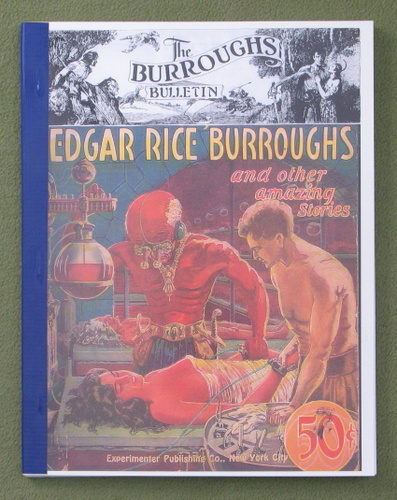 The
BURROUGHS
BULLETIN
EDGAR RICE BURROUGHS
and other
amazing
Stories
50¢
Experimenter Publishing Co., New York City